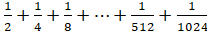 1/2 + 1/4 + 1/8 + ⋯ + 1/512 + 1/1024